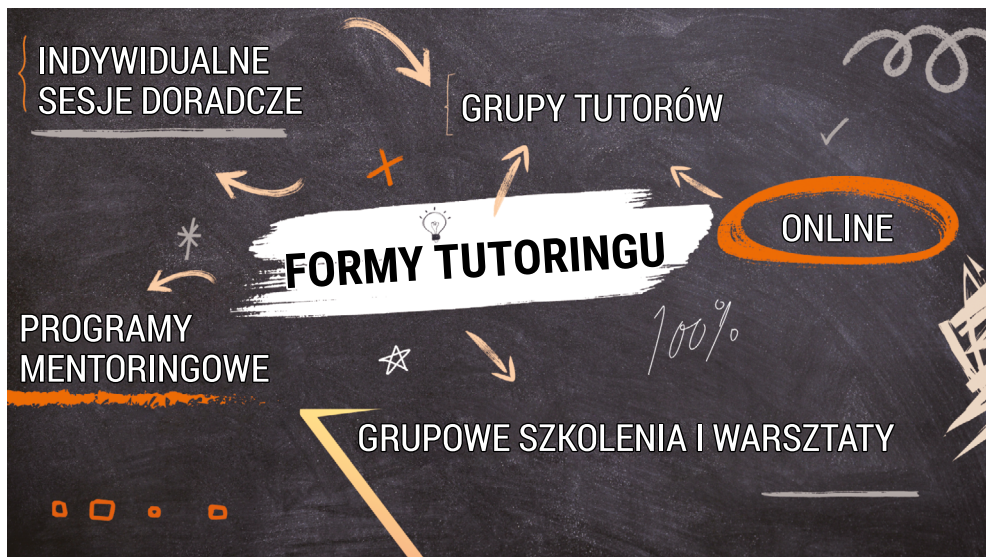 INDYWIDUALNE
SESJE DORADCZE
GRUPY TUTORÓW
ONLINE
FORMY TUTORINGU
PROGRAMY
MENTORINGOWE
100%
GRUPOWE SZKOLENIA I WARSZTATY